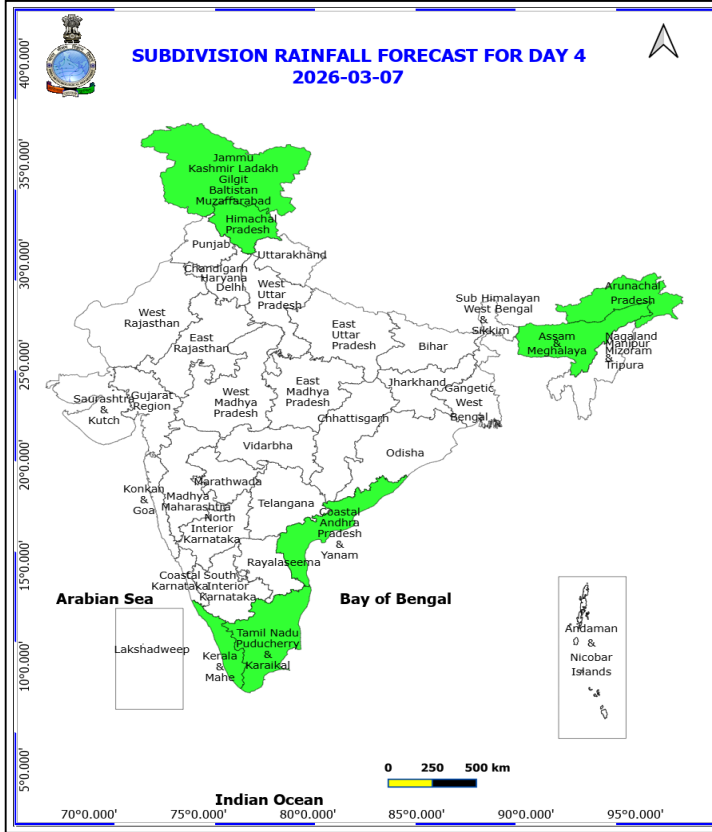 SUBDIVISION RAINFALL FORECAST FOR DAY 4
2026-03-07
40°0.000'
35°0.000'
30°0.000'
25°0.000'
20°0.000'
15°0.000'
10°0.000'
5°0.000'
Jammu
Kashmir Ladakh
Gilgit
Baltistan
Muzaffarabad
Himachal
Pradesh
Punjab
Uttarakhand
Chandigarh
Haryana
Delhi
West
Uttar
Pradesh
West
Rajasthan
East
Rajasthan
East
Uttar
Pradesh
Bihar
Sub Himalayan
West Bengal
&
Sikkim
Arunachal
Pradesh
Assam
&
Meghalaya
Nagaland
Manipur
Mizoram
&
Tripura
Saurashtra
&
Kutch
Gujarat
Region
West
Madhya
Pradesh
East
Madhya
Pradesh
Jharkhand
Gangetic
West
Bengal
Chhattisgarh
Odisha
Vidarbha
Konkan
&
Goa
Marathwada
Madhya
Maharashtra
North
Interior
Karnataka
Telangana
Coastal
Andhra
Pradesh
&
Yanam
Rayalaseema
Coastal
Karnataka
South
Interior
Karnataka
Arabian Sea
Bay of Bengal
Lakshadweep
Kerala
&
Mahe
Tamil Nadu
Puducherry
&
Karaikal
Andaman
&
Nicobar
Islands
0 250 500 km
Indian Ocean
70°0.000' 75°0.000' 80°0.000' 85°0.000' 90°0.000' 95°0.000'